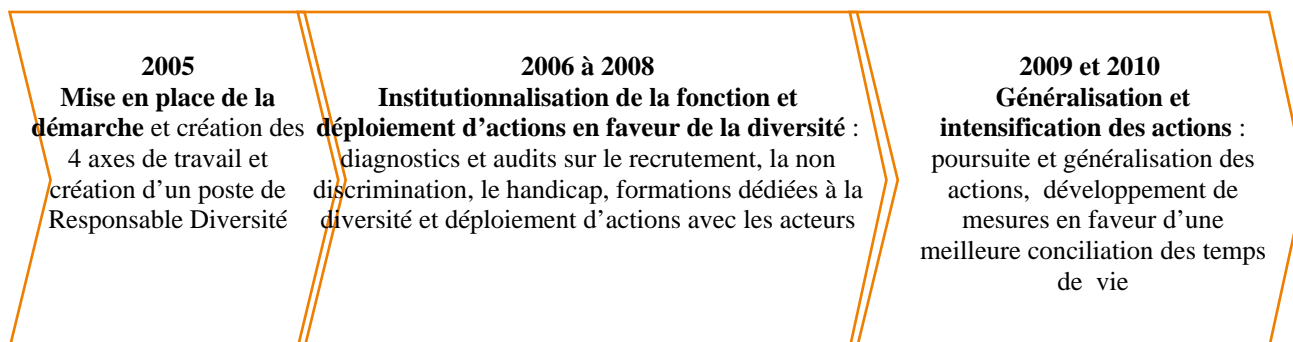 2005
Mise en place de la
démarche et création des
4 axes de travail et
création d'un poste de
Responsable Diversité
2006 à 2008
Institutionnalisation de la fonction et
déploiement d'actions en faveur de la diversité :
diagnostics et audits sur le recrutement, la non
discrimination, le handicap, formations dédiées à la
diversité et déploiement d'actions avec les acteurs
2009 et 2010
Généralisation et
intensification des actions :
poursuite et généralisation des
actions, développement de
mesures en faveur d'une
meilleure conciliation des temps
de vie